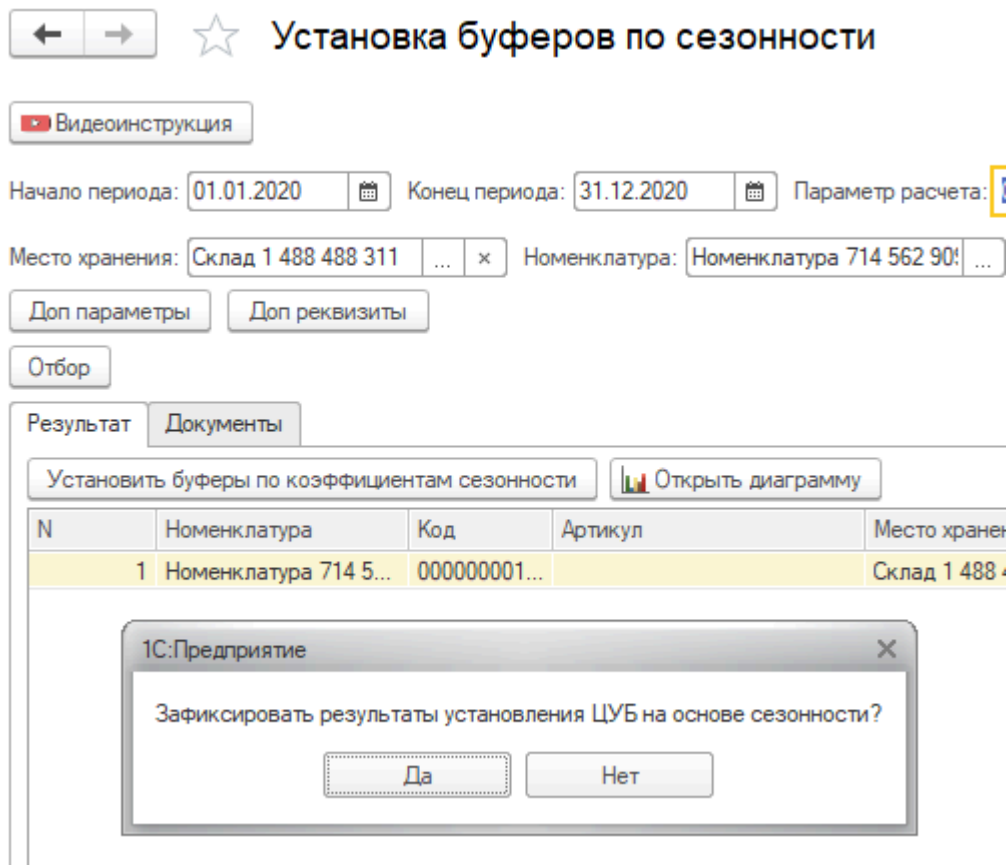 Установка буферов по сезонности
Видеоинструкция
Начало периода: 01.01.2020 Конец периода: 31.12.2020 Параметр расчета:
Место хранения: Склад 1 488 488 311 ... × Номенклатура: Номенклатура 714 562 90 ...
Доп параметры Доп реквизиты
Отбор
Результат Документы
Установить буферы по коэффициентам сезонности Открыть диаграмму
N Номенклатура Код Артикул Место хранен
1 Номенклатура 714 5... 000000001... Склад 1 488
1С:Предприятие
Зафиксировать результаты установления ЦУБ на основе сезонности?
Да Нет